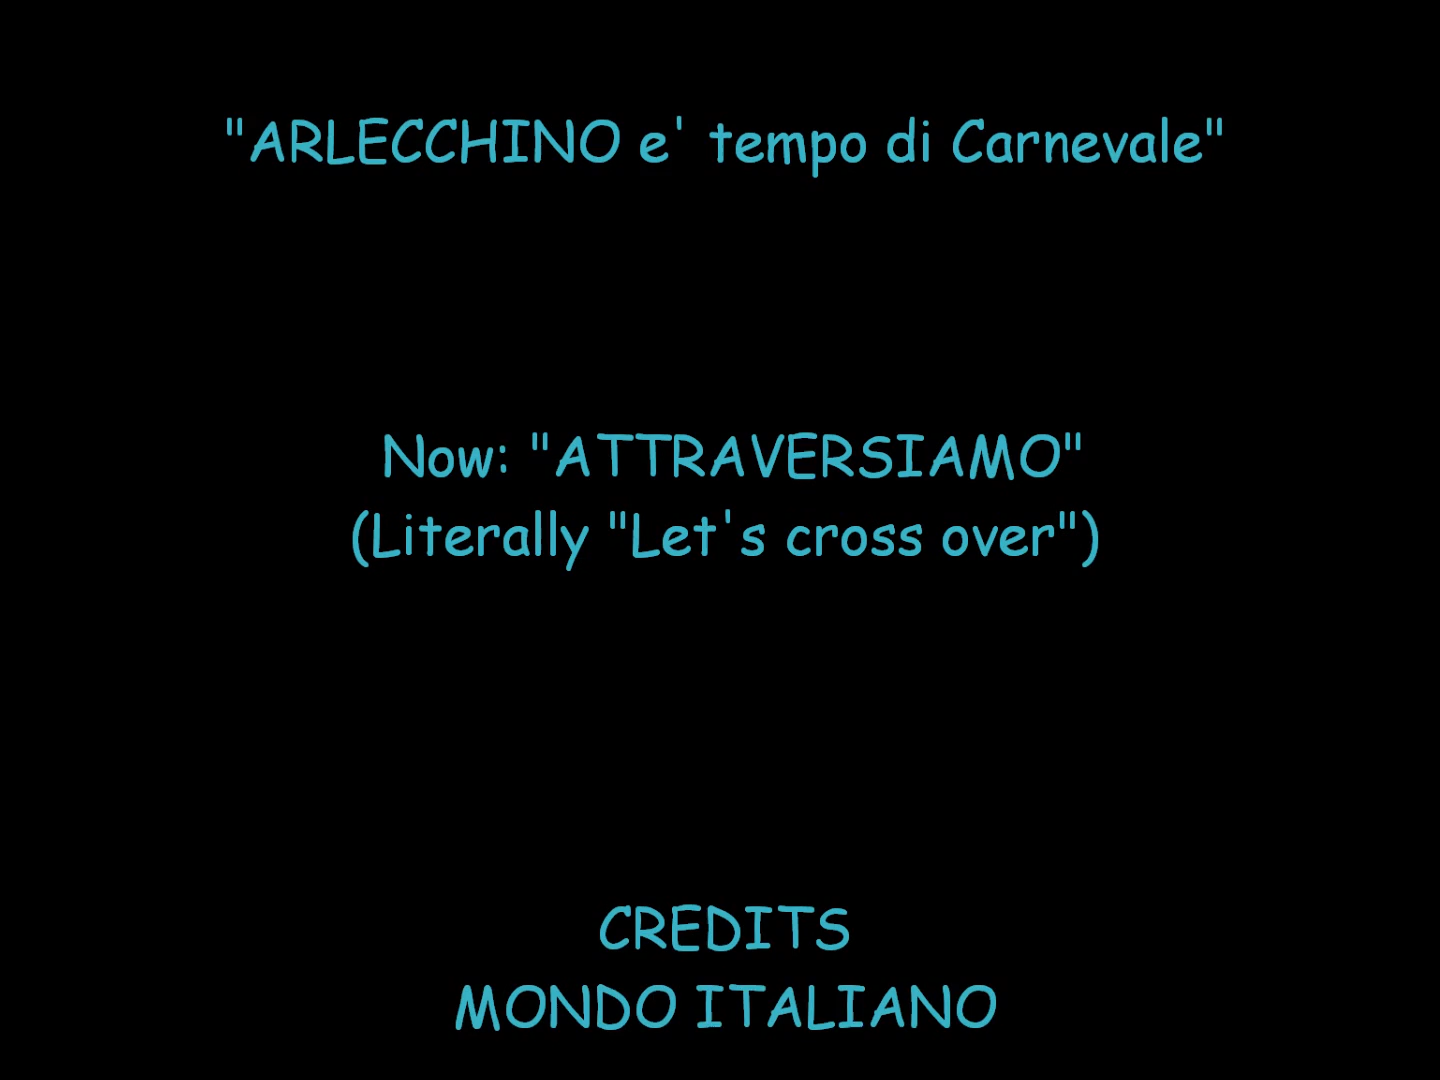 "ARLECCHINO e' tempo di Carnevale"
Now: "ATTRAVERSIAMO"
(Literally "Let's cross over")
CREDITS
MONDO ITALIANO